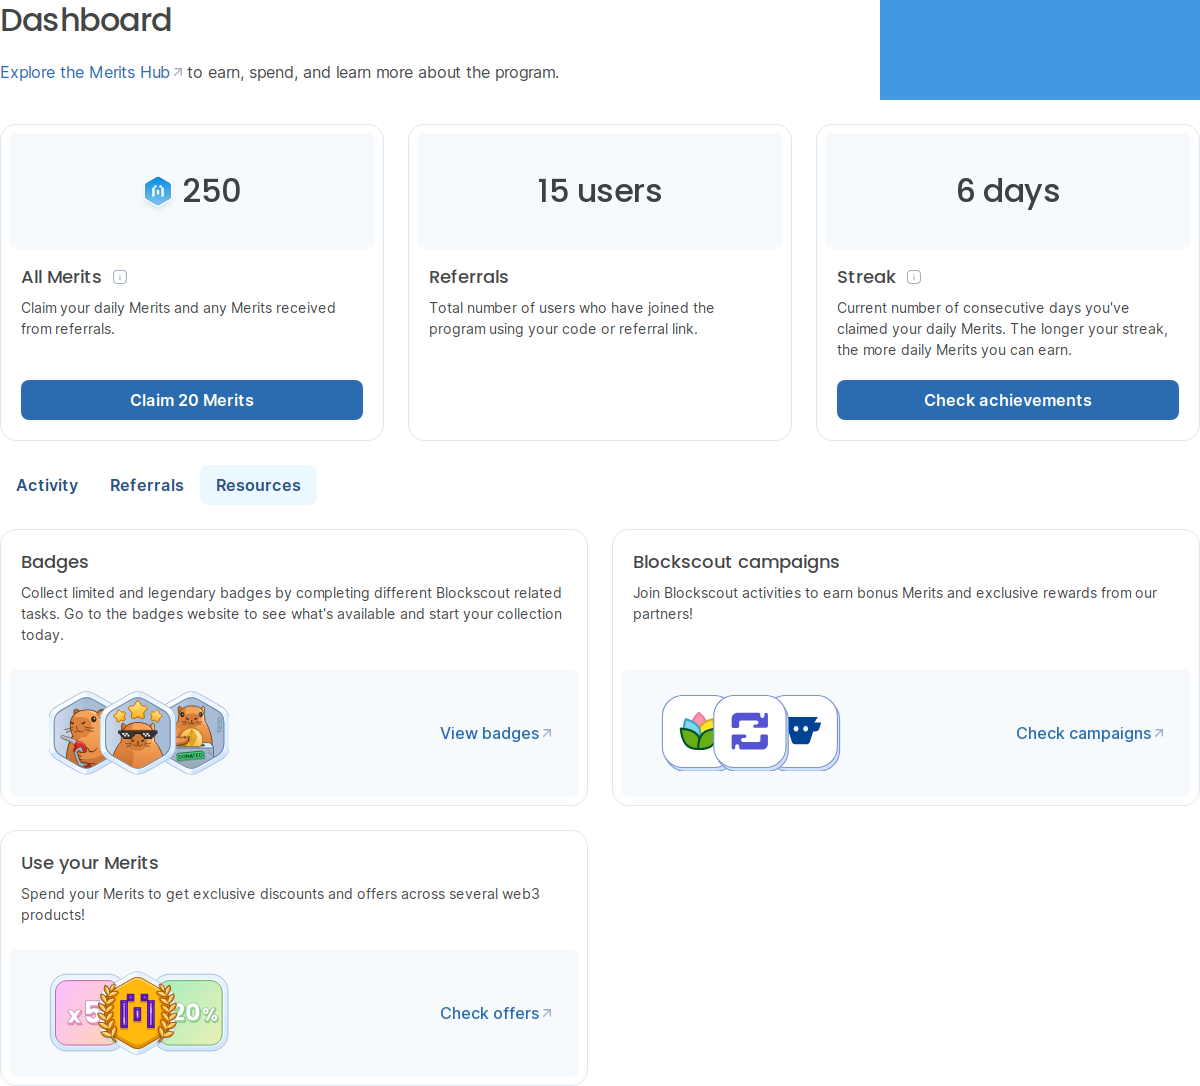 Dashboard
Explore the Merits Hub to earn, spend, and learn more about the program.
250
All Merits
Claim your daily Merits and any Merits received
from referrals.
Claim 20 Merits
15 users
Referrals
Total number of users who have joined the
program using your code or referral link.
6 days
Streak
Current number of consecutive days you've
claimed your daily Merits. The longer your streak,
the more daily Merits you can earn.
Check achievements
Activity
Referrals
Resources
Badges
Collect limited and legendary badges by completing different Blockscout related
tasks. Go to the badges website to see what's available and start your collection
today.
DONATED
View badges
Blockscout campaigns
Join Blockscout activities to earn bonus Merits and exclusive rewards from our
partners!
Check campaigns
Use your Merits
Spend your Merits to get exclusive discounts and offers across several web3
products!
x5
20%
Check offers